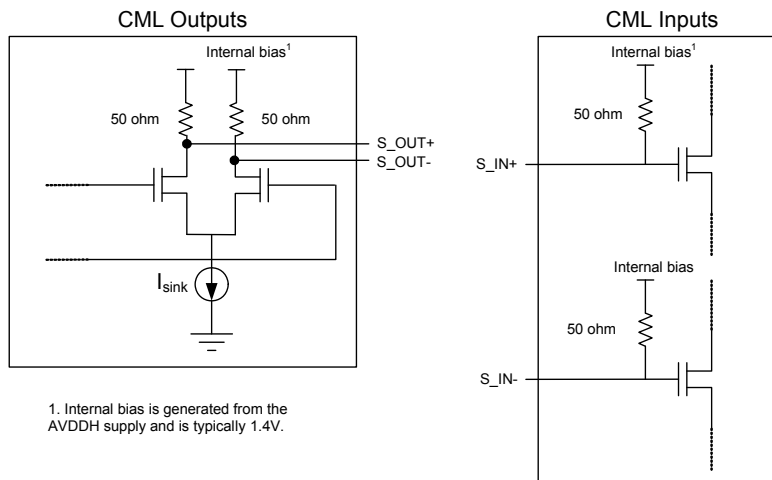 CML Outputs
Internal bias1
50 ohm
50 ohm
S_OUT+
S_OUT-
Isink
1. Internal bias is generated from the
AVDDH supply and is typically 1.4V.
CML Inputs
Internal bias1
50 ohm
S_IN+
Internal bias
50 ohm
S_IN-